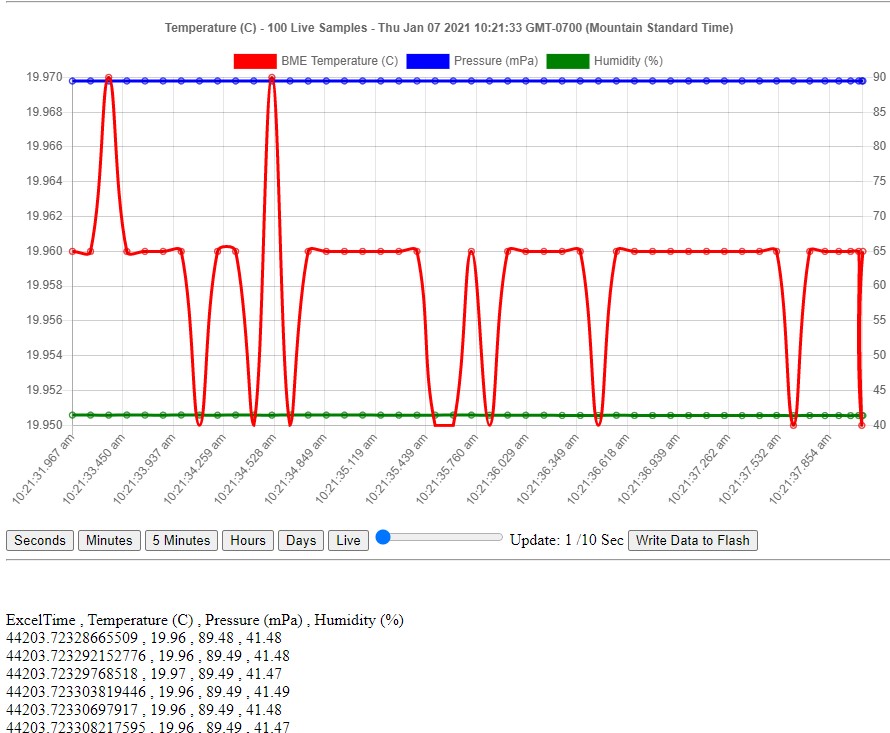 Temperature (C) - 100 Live Samples - Thu Jan 07 2021 10:21:33 GMT-0700 (Mountain Standard Time)
BME Temperature (C) Pressure (mPa) Humidity (%)
19.970 90
19.968 85
19.966 80
19.964 75
19.962 70
19.960 65
19.958 60
19.956 55
19.954 50
19.952 45
19.950 40
10:21:31.967 am 10:21:33.450 am 10:21:33.937 am 10:21:34.259 am 10:21:34.528 am 10:21:34.849 am 10:21:35.119 am 10:21:35.439 am 10:21:35.760 am 10:21:36.029 am 10:21:36.349 am 10:21:36.618 am 10:21:36.939 am 10:21:37.262 am 10:21:37.532 am 10:21:37.854 am
Seconds Minutes 5 Minutes Hours Days Live Update: 1 /10 Sec Write Data to Flash
ExcelTime , Temperature (C) , Pressure (mPa) , Humidity (%)
44203.72328665509 , 19.96 , 89.48 , 41.48
44203.723292152776 , 19.96 , 89.49 , 41.48
44203.72329768518 , 19.97 , 89.49 , 41.47
44203.723303819446 , 19.96 , 89.49 , 41.49
44203.72330697917 , 19.96 , 89.49 , 41.48
44203.723308217595 , 19.96 , 89.49 , 41.47